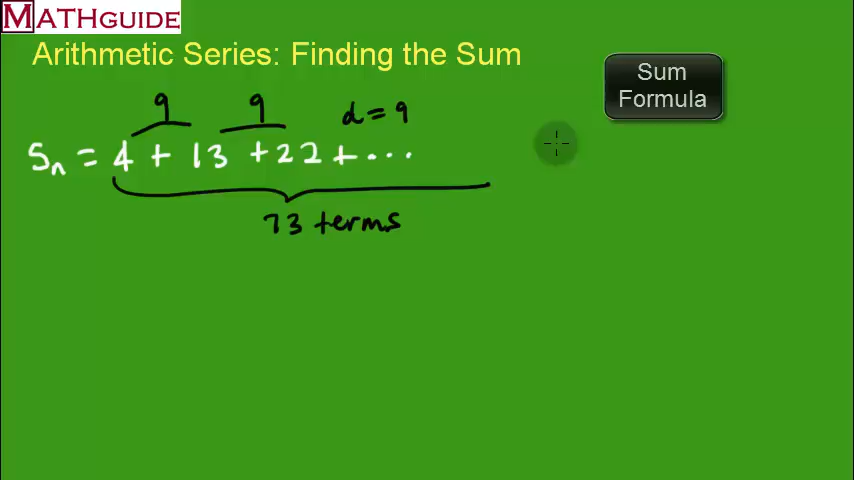 MATHGUIDE
Arithmetic Series: Finding the Sum
Sum
Formula
9 9 d = 9
Sn = 4 + 13 + 22 + ...
73 terms